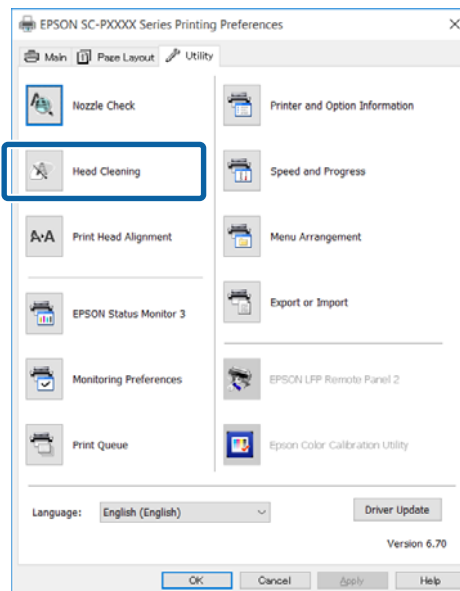 EPSON SC-PXXXX Series Printing Preferences
Main Page Layout Utility
Nozzle Check
Head Cleaning
A·A Print Head Alignment
EPSON Status Monitor 3
Monitoring Preferences
Print Queue
Printer and Option Information
Speed and Progress
Menu Arrangement
Export or Import
EPSON LFP Remote Panel 2
Epson Color Calibration Utility
Language: English (English)
Driver Update
Version 6.70
OK Cancel Apply Help